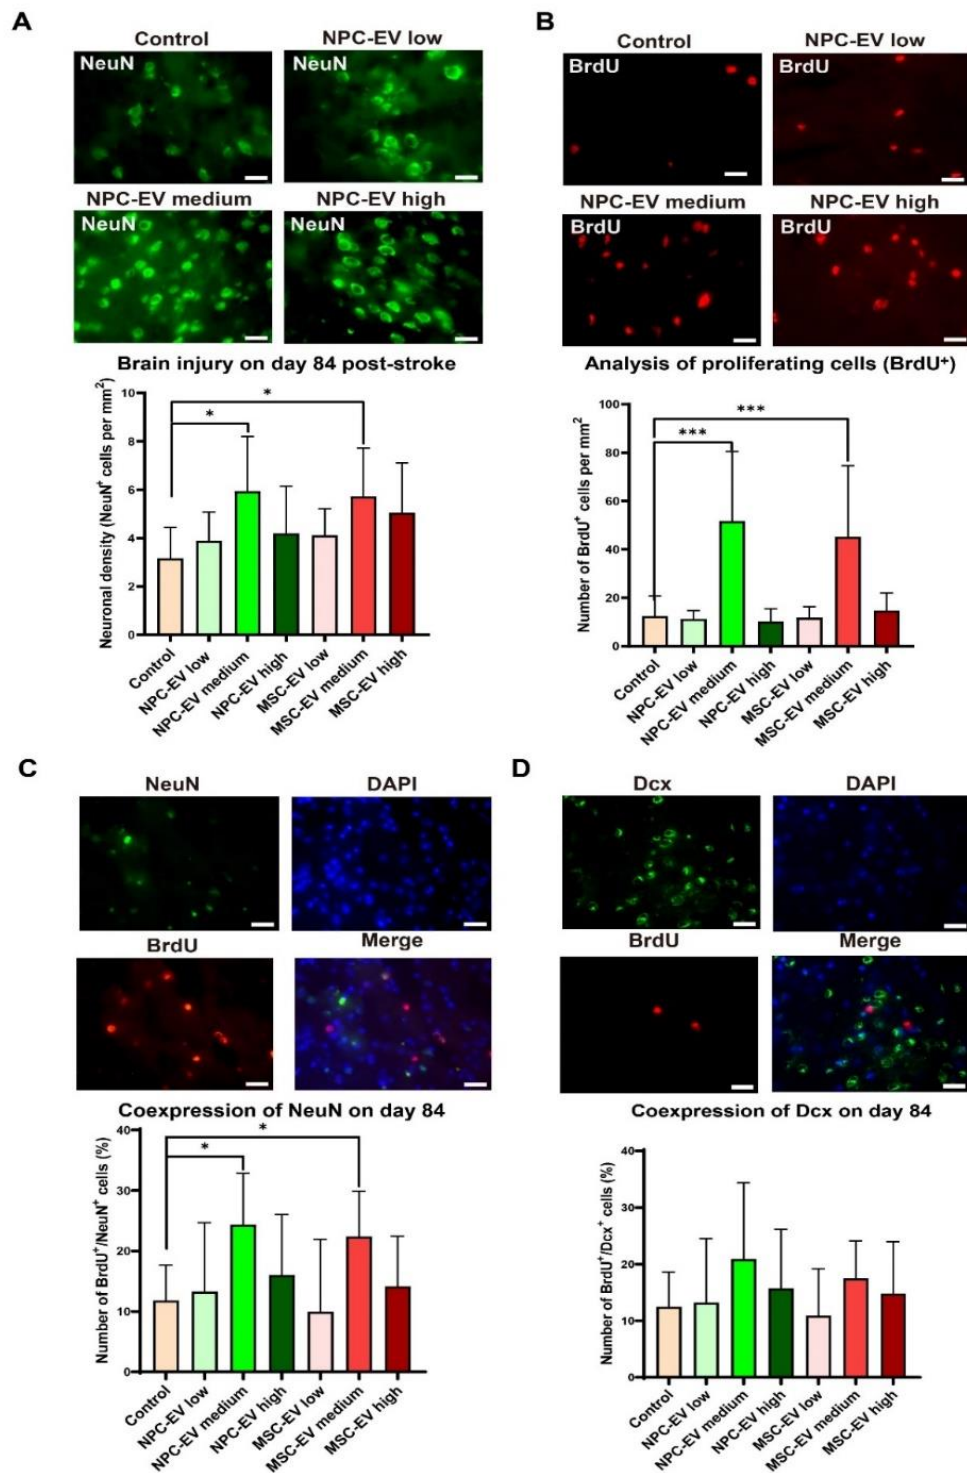 A
Control
NPC-EV low
NeuN
NeuN
NPC-EV medium
NPC-EV high
NeuN
NeuN
Brain injury on day 84 post-stroke
Neuronal density (NeuN⁺ cells per mm²)
10
8
6
4
2
0
*
*
Control
NPC-EV low
NPC-EV medium
NPC-EV high
MSC-EV low
MSC-EV medium
MSC-EV high
B
Control
NPC-EV low
BrdU
BrdU
NPC-EV medium
NPC-EV high
BrdU
BrdU
Analysis of proliferating cells (BrdU⁺)
Number of BrdU⁺ cells per mm²
100
80
60
40
20
0
***
***
Control
NPC-EV low
NPC-EV medium
NPC-EV high
MSC-EV low
MSC-EV medium
MSC-EV high
C
NeuN
DAPI
BrdU
Merge
Coexpression of NeuN on day 84
Number of BrdU⁺/NeuN⁺ cells (%)
40
30
20
10
0
*
*
Control
NPC-EV low
NPC-EV medium
NPC-EV high
MSC-EV low
MSC-EV medium
MSC-EV high
D
Dcx
DAPI
BrdU
Merge
Coexpression of Dcx on day 84
Number of BrdU⁺/Dcx⁺ cells (%)
40
30
20
10
0
Control
NPC-EV low
NPC-EV medium
NPC-EV high
MSC-EV low
MSC-EV medium
MSC-EV high